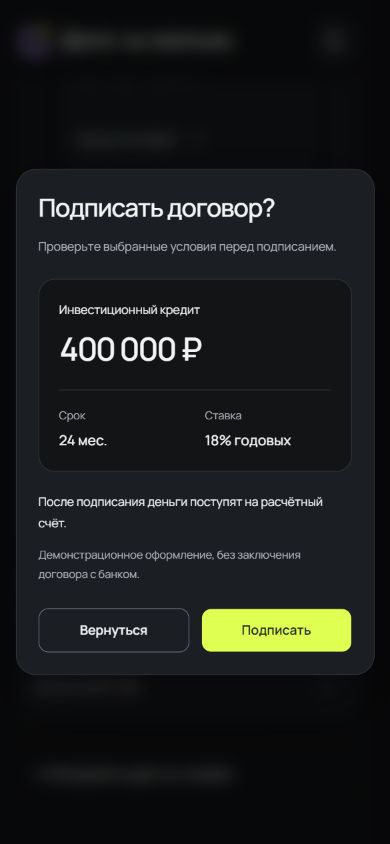 Подписать договор?
Проверьте выбранные условия перед подписанием.
Инвестиционный кредит
400 000 ₽
Срок
Ставка
24 мес.
18% годовых
После подписания деньги поступят на расчётный
счёт.
Демонстрационное оформление, без заключения
договора с банком.
Вернуться
Подписать